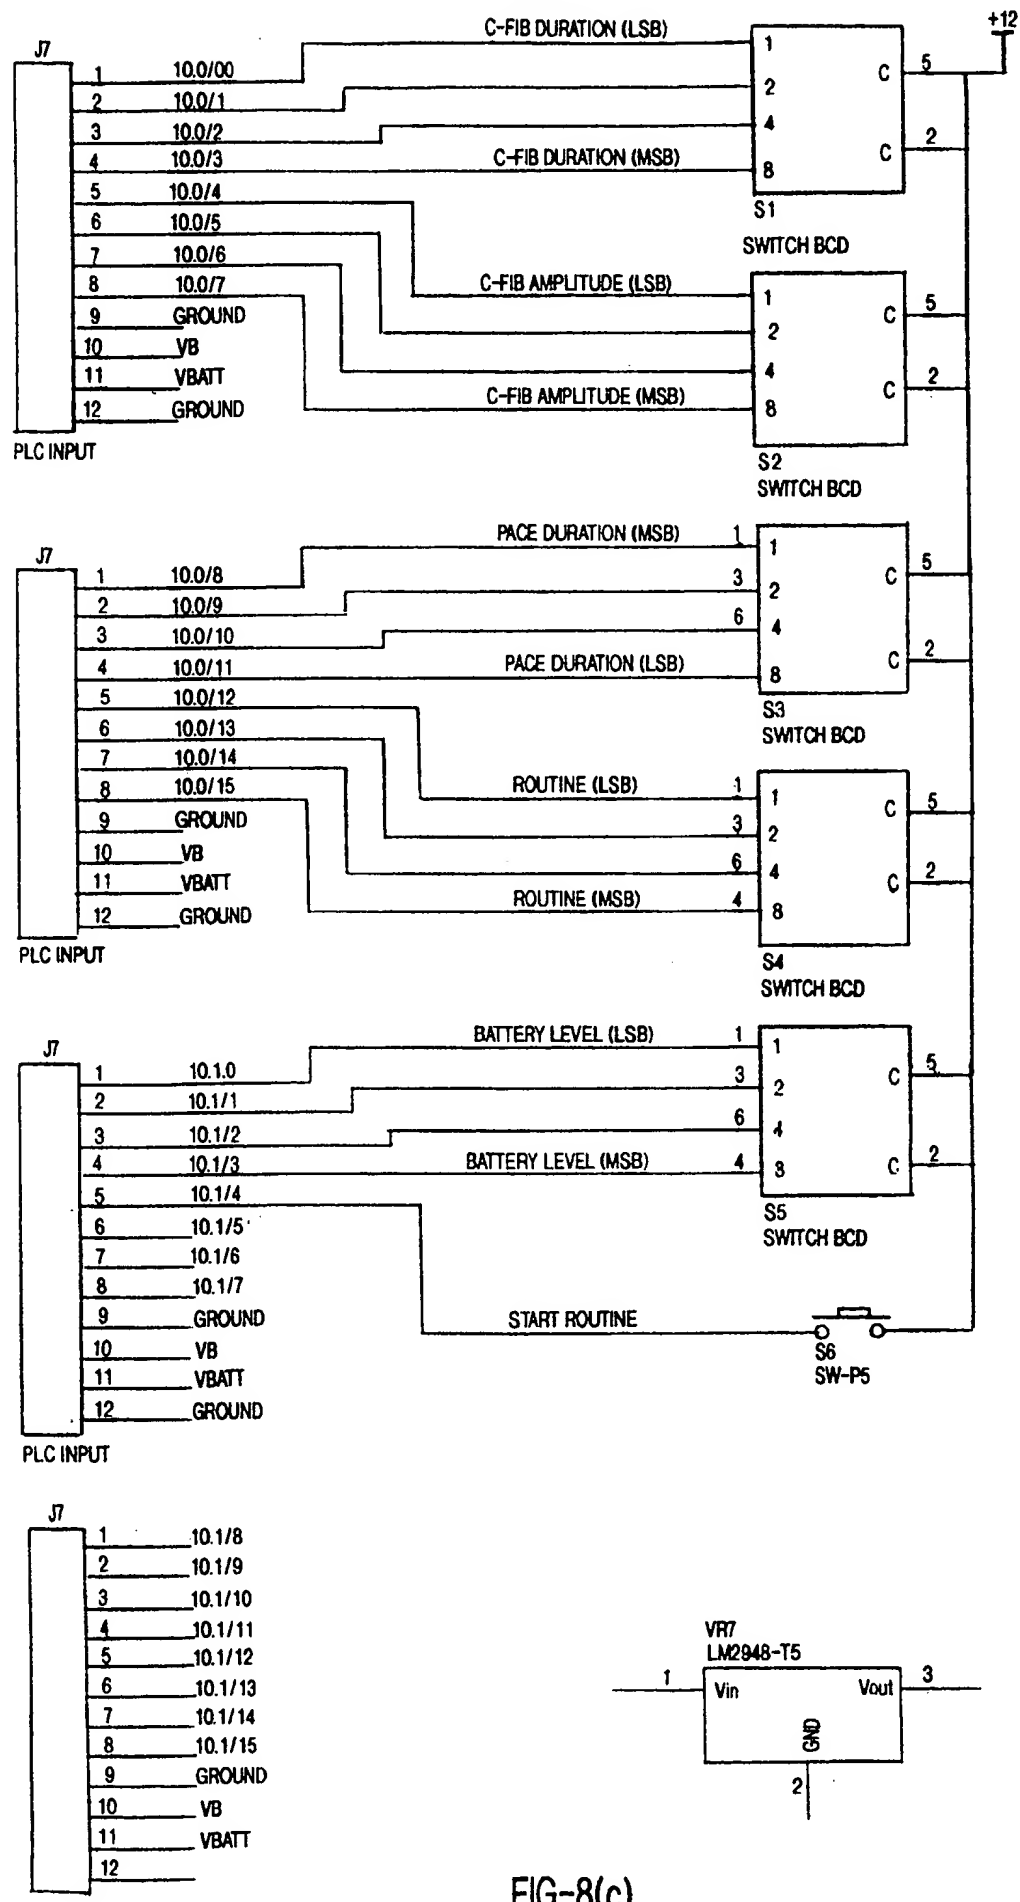 C-FIB DURATION (LSB)
+12
J7
1 10.0/00
2 10.0/1
3 10.0/2
4 10.0/3
5 10.0/4
6 10.0/5
7 10.0/6
8 10.0/7
9 GROUND
10 VB
11 VBATT
12 GROUND
PLC INPUT
C-FIB DURATION (MSB)
1
2
4
8
C 5
C 2
S1
SWITCH BCD
C-FIB AMPLITUDE (LSB)
C-FIB AMPLITUDE (MSB)
1
2
4
8
C 5
C 2
S2
SWITCH BCD
J7
1 10.0/8
2 10.0/9
3 10.0/10
4 10.0/11
5 10.0/12
6 10.0/13
7 10.0/14
8 10.0/15
9 GROUND
10 VB
11 VBATT
12 GROUND
PLC INPUT
PACE DURATION (MSB) 1 1
3 2
6 4
PACE DURATION (LSB) 8
C 5
C 2
S3
SWITCH BCD
ROUTINE (LSB) 1 1
3 2
6 4
ROUTINE (MSB) 4 8
C 5
C 2
S4
SWITCH BCD
J7
1 10.1.0
2 10.1/1
3 10.1/2
4 10.1/3
5 10.1/4
6 10.1/5
7 10.1/6
8 10.1/7
9 GROUND
10 VB
11 VBATT
12 GROUND
PLC INPUT
BATTERY LEVEL (LSB) 1 1
3 2
6 4
BATTERY LEVEL (MSB) 4 3
C 5
C 2
S5
SWITCH BCD
START ROUTINE
S6
SW-P5
J7
1 10.1/8
2 10.1/9
3 10.1/10
4 10.1/11
5 10.1/12
6 10.1/13
7 10.1/14
8 10.1/15
9 GROUND
10 VB
11 VBATT
12
VR7
LM2948-T5
1 Vin Vout 3
GND
2
FIG-8(c)